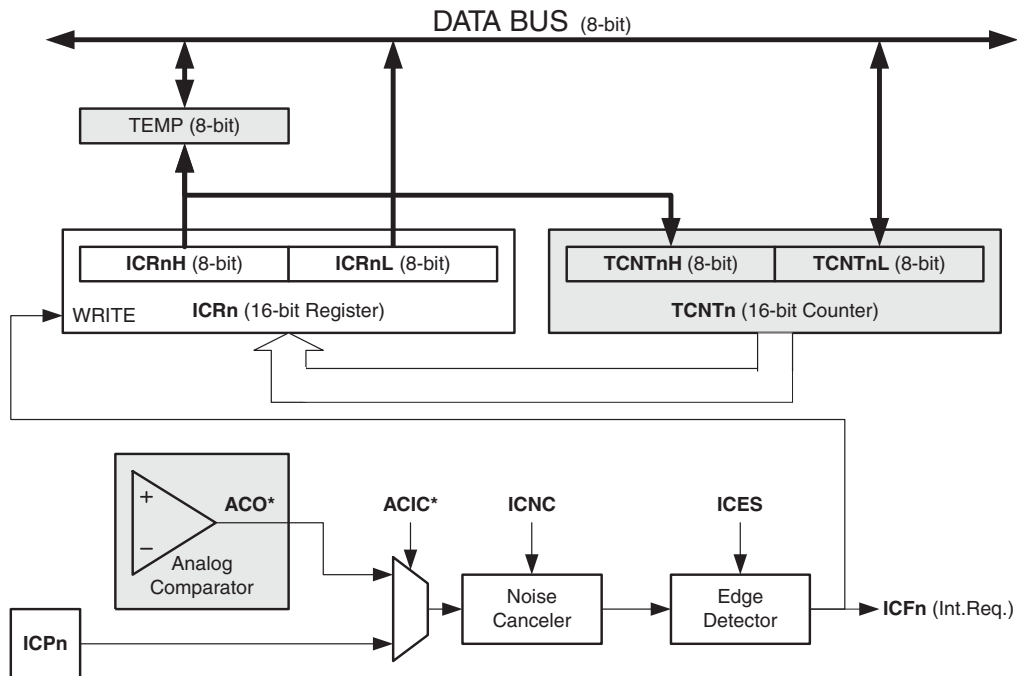 DATA BUS (8-bit)
TEMP (8-bit)
ICRnH (8-bit)
ICRnL (8-bit)
TCNTnH (8-bit)
TCNTnL (8-bit)
WRITE
ICRn (16-bit Register)
TCNTn (16-bit Counter)
+
−
ACO*
Analog
Comparator
ACIC*
ICNC
ICES
Noise
Canceler
Edge
Detector
ICFn (Int.Req.)
ICPn